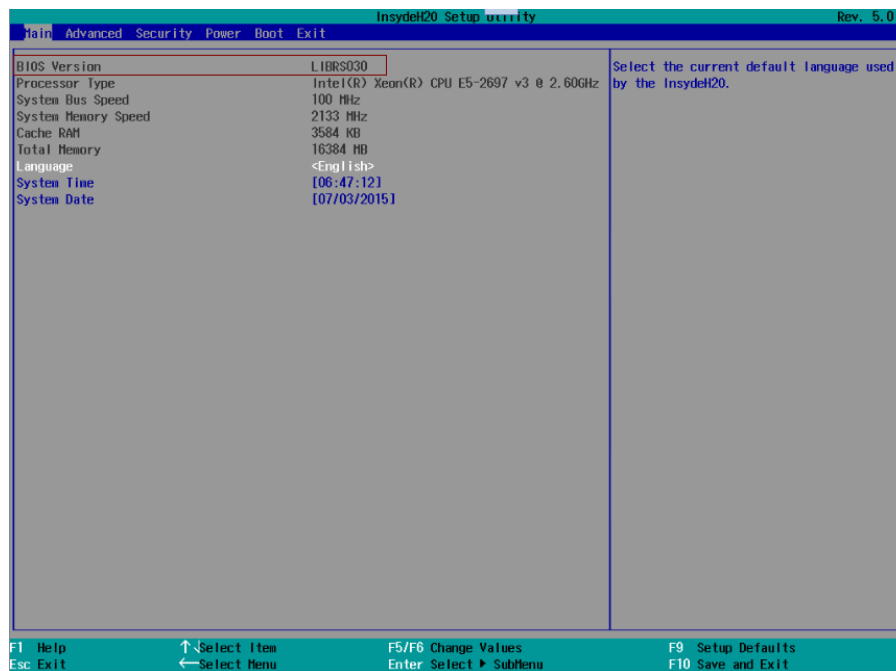 InsydeH20 Setup Utility Rev. 5.0
Main Advanced Security Power Boot Exit
BIOS Version LIBRS030
Processor Type Intel(R) Xeon(R) CPU E5-2697 v3 @ 2.60GHz
System Bus Speed 100 MHz
System Memory Speed 2133 MHz
Cache RAM 3584 KB
Total Memory 16384 MB
Language <English>
System Time [06:47:12]
System Date [07/03/2015]
Select the current default language used
by the InsydeH20.
F1 Help ↑↓Select Item F5/F6 Change Values F9 Setup Defaults
Esc Exit ←Select Menu Enter Select ▶ SubMenu F10 Save and Exit